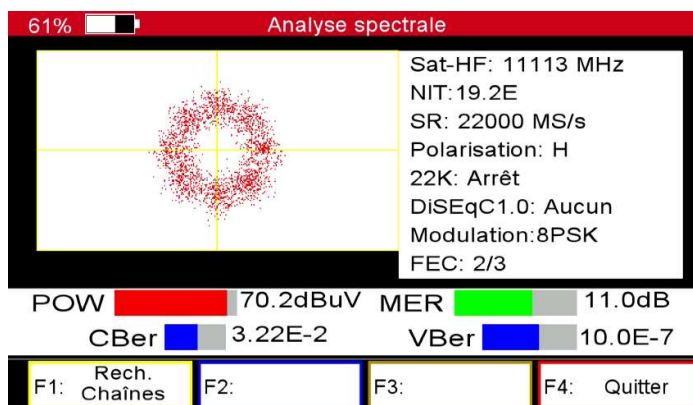 61% Analyse spectrale
Sat-HF: 11113 MHz
NIT:19.2E
SR: 22000 MS/s
Polarisation: H
22K: Arrêt
DiSEqC1.0: Aucun
Modulation:8PSK
FEC: 2/3
POW 70.2dBuV MER 11.0dB
CBer 3.22E-2 VBer 10.0E-7
F1: Rech. Chaînes F2: F3: F4: Quitter